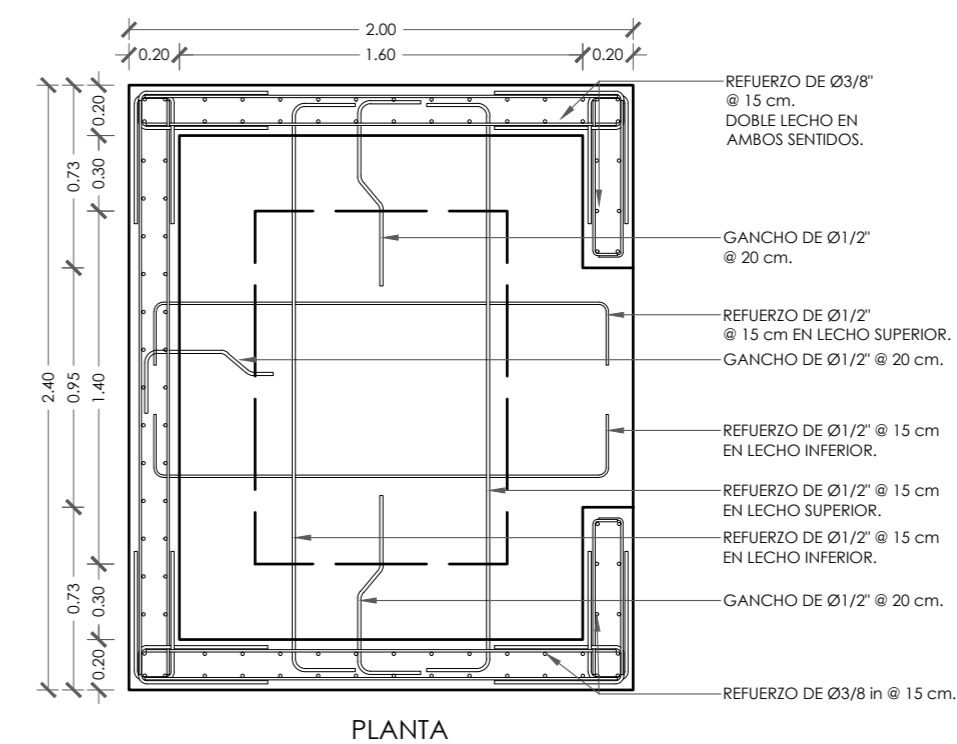 2.00
0.20
1.60
0.20
2.40
0.73
0.95
0.73
0.20
0.30
1.40
0.30
0.20
REFUERZO DE Ø3/8"
@ 15 cm.
DOBLE LECHO EN
AMBOS SENTIDOS.
GANCHO DE Ø1/2"
@ 20 cm.
REFUERZO DE Ø1/2"
@ 15 cm EN LECHO SUPERIOR.
GANCHO DE Ø1/2" @ 20 cm.
REFUERZO DE Ø1/2" @ 15 cm
EN LECHO INFERIOR.
REFUERZO DE Ø1/2" @ 15 cm
EN LECHO SUPERIOR.
REFUERZO DE Ø1/2" @ 15 cm
EN LECHO INFERIOR.
GANCHO DE Ø1/2" @ 20 cm.
REFUERZO DE Ø3/8 in @ 15 cm.
PLANTA